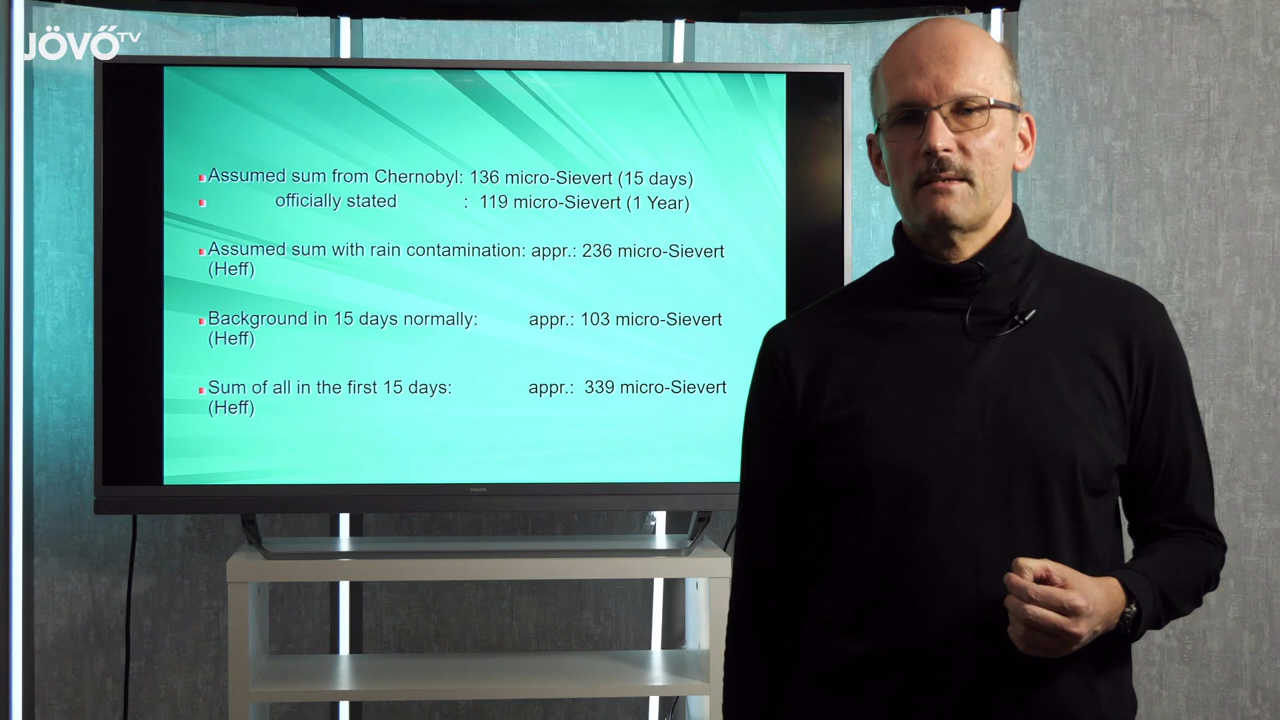 JÖVŐTV
Assumed sum from Chernobyl: 136 micro-Sievert (15 days)
officially stated : 119 micro-Sievert (1 Year)
Assumed sum with rain contamination: appr.: 236 micro-Sievert
(Heff)
Background in 15 days normally: appr.: 103 micro-Sievert
(Heff)
Sum of all in the first 15 days: appr.: 339 micro-Sievert
(Heff)